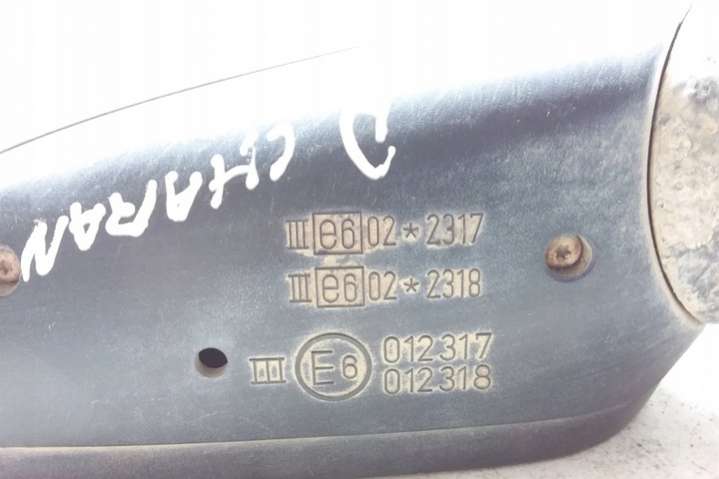 D SHARAN
III e6 02*2317
III e6 02*2318
III E6 012317
012318